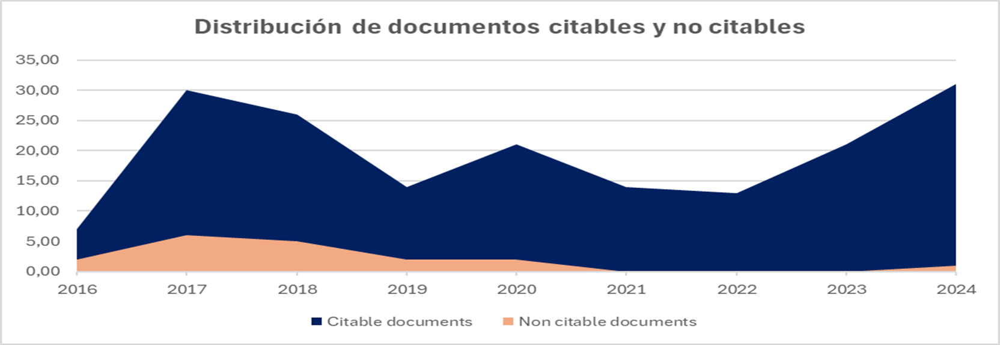 Distribución de documentos citables y no citables
35,00
30,00
25,00
20,00
15,00
10,00
5,00
0,00
2016 2017 2018 2019 2020 2021 2022 2023 2024
Citable documents Non citable documents